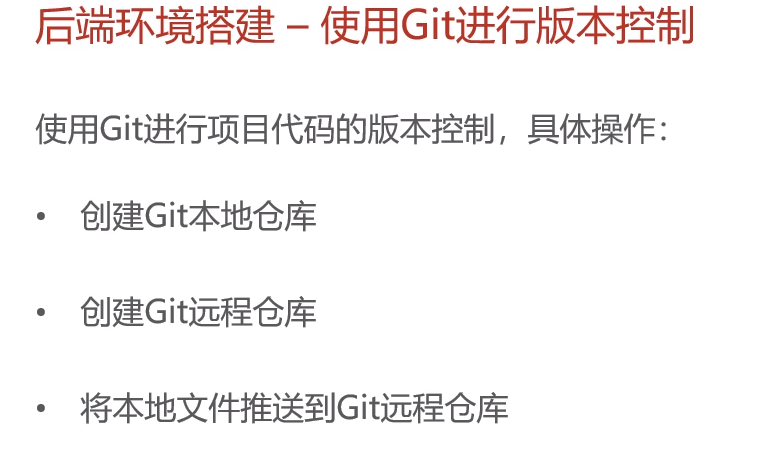 后端环境搭建 – 使用Git进行版本控制
使用Git进行项目代码的版本控制，具体操作：
• 创建Git本地仓库
• 创建Git远程仓库
• 将本地文件推送到Git远程仓库